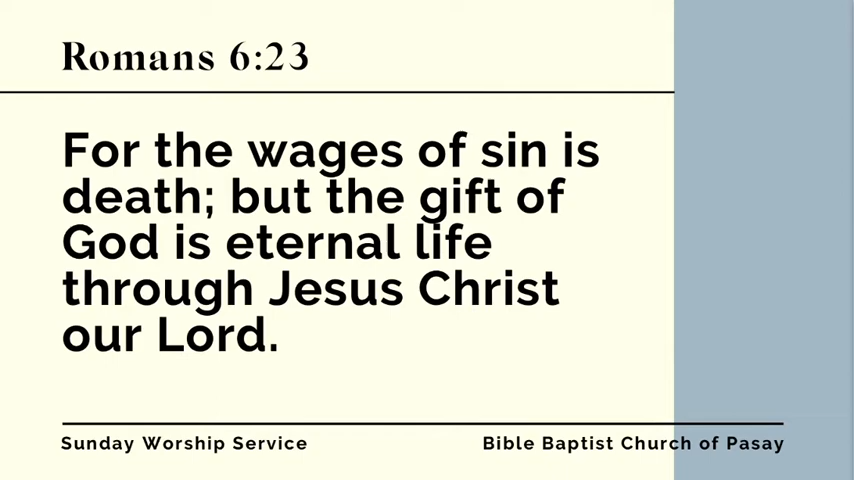 Romans 6:23
For the wages of sin is
death; but the gift of
God is eternal life
through Jesus Christ
our Lord.
Sunday Worship Service
Bible Baptist Church of Pasay